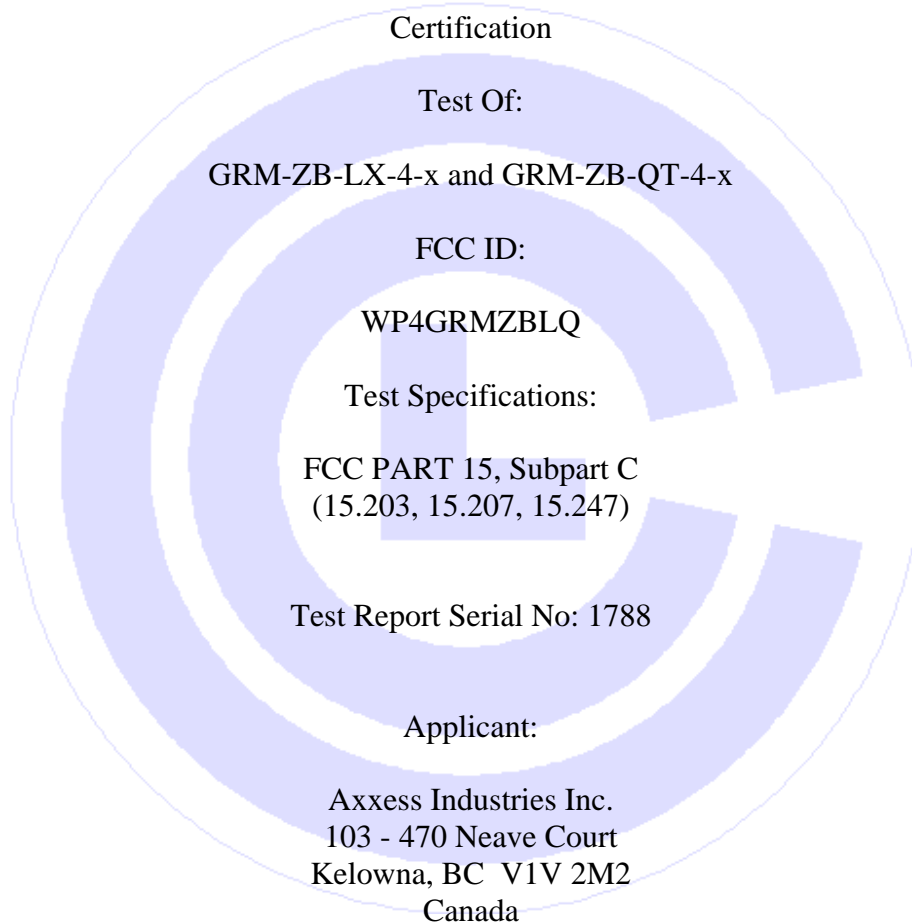 Certification
Test Of:
GRM-ZB-LX-4-x and GRM-ZB-QT-4-x
FCC ID:
WP4GRMZBLQ
Test Specifications:
FCC PART 15, Subpart C
(15.203, 15.207, 15.247)
Test Report Serial No: 1788
Applicant:
Axxess Industries Inc.
103 - 470 Neave Court
Kelowna, BC  V1V 2M2
Canada